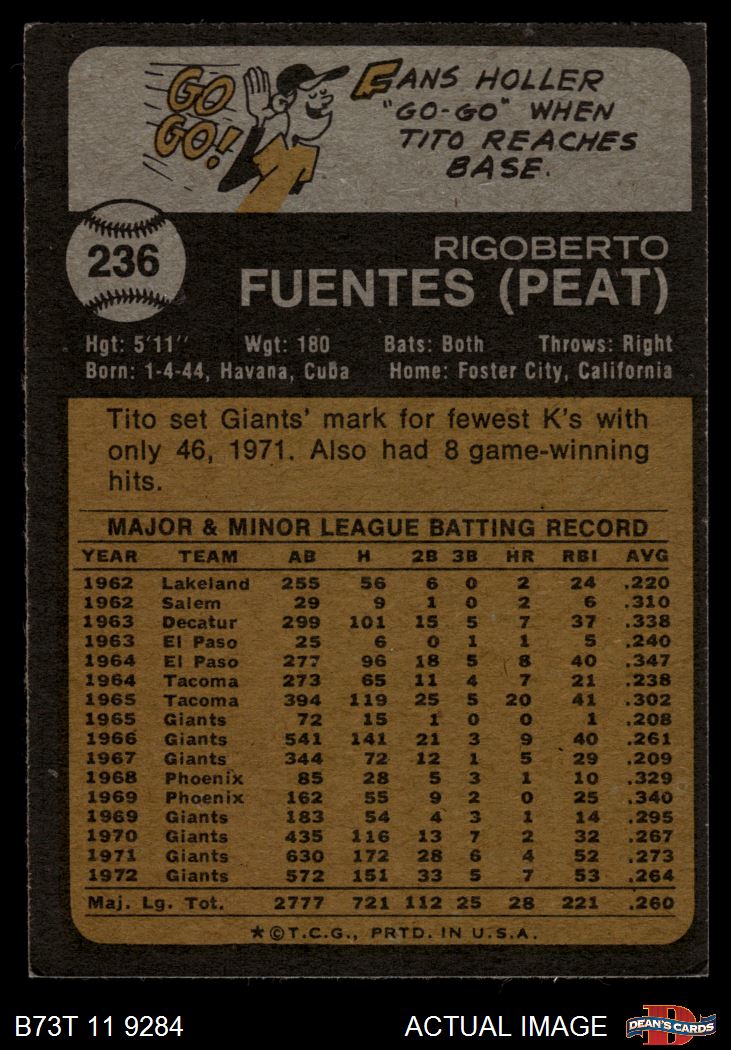 GO
GO!
FANS HOLLER
"GO-GO" WHEN
TITO REACHES
BASE.
236
RIGOBERTO
FUENTES (PEAT)
Hgt: 5'11" Wgt: 180 Bats: Both Throws: Right
Born: 1-4-44, Havana, Cuba Home: Foster City, California
Tito set Giants' mark for fewest K's with
only 46, 1971. Also had 8 game-winning
hits.
MAJOR & MINOR LEAGUE BATTING RECORD
YEAR TEAM AB H 2B 3B HR RBI AVG
1962 Lakeland 255 56 6 0 2 24 .220
1962 Salem 29 9 1 0 2 6 .310
1963 Decatur 299 101 15 5 7 37 .338
1963 El Paso 25 6 0 1 1 5 .240
1964 El Paso 277 96 18 5 8 40 .347
1964 Tacoma 273 65 11 4 7 21 .238
1965 Tacoma 394 119 25 5 20 41 .302
1965 Giants 72 15 1 0 0 1 .208
1966 Giants 541 141 21 3 9 40 .261
1967 Giants 344 72 12 1 5 29 .209
1968 Phoenix 85 28 5 3 1 10 .329
1969 Phoenix 162 55 9 2 0 25 .340
1969 Giants 183 54 4 3 1 14 .295
1970 Giants 435 116 13 7 2 32 .267
1971 Giants 630 172 28 6 4 52 .273
1972 Giants 572 151 33 5 7 53 .264
Maj. Lg. Tot. 2777 721 112 25 28 221 .260
*©T.C.G., PRTD. IN U.S.A.
B73T 11 9284 ACTUAL IMAGE
D
DEAN'S CARDS